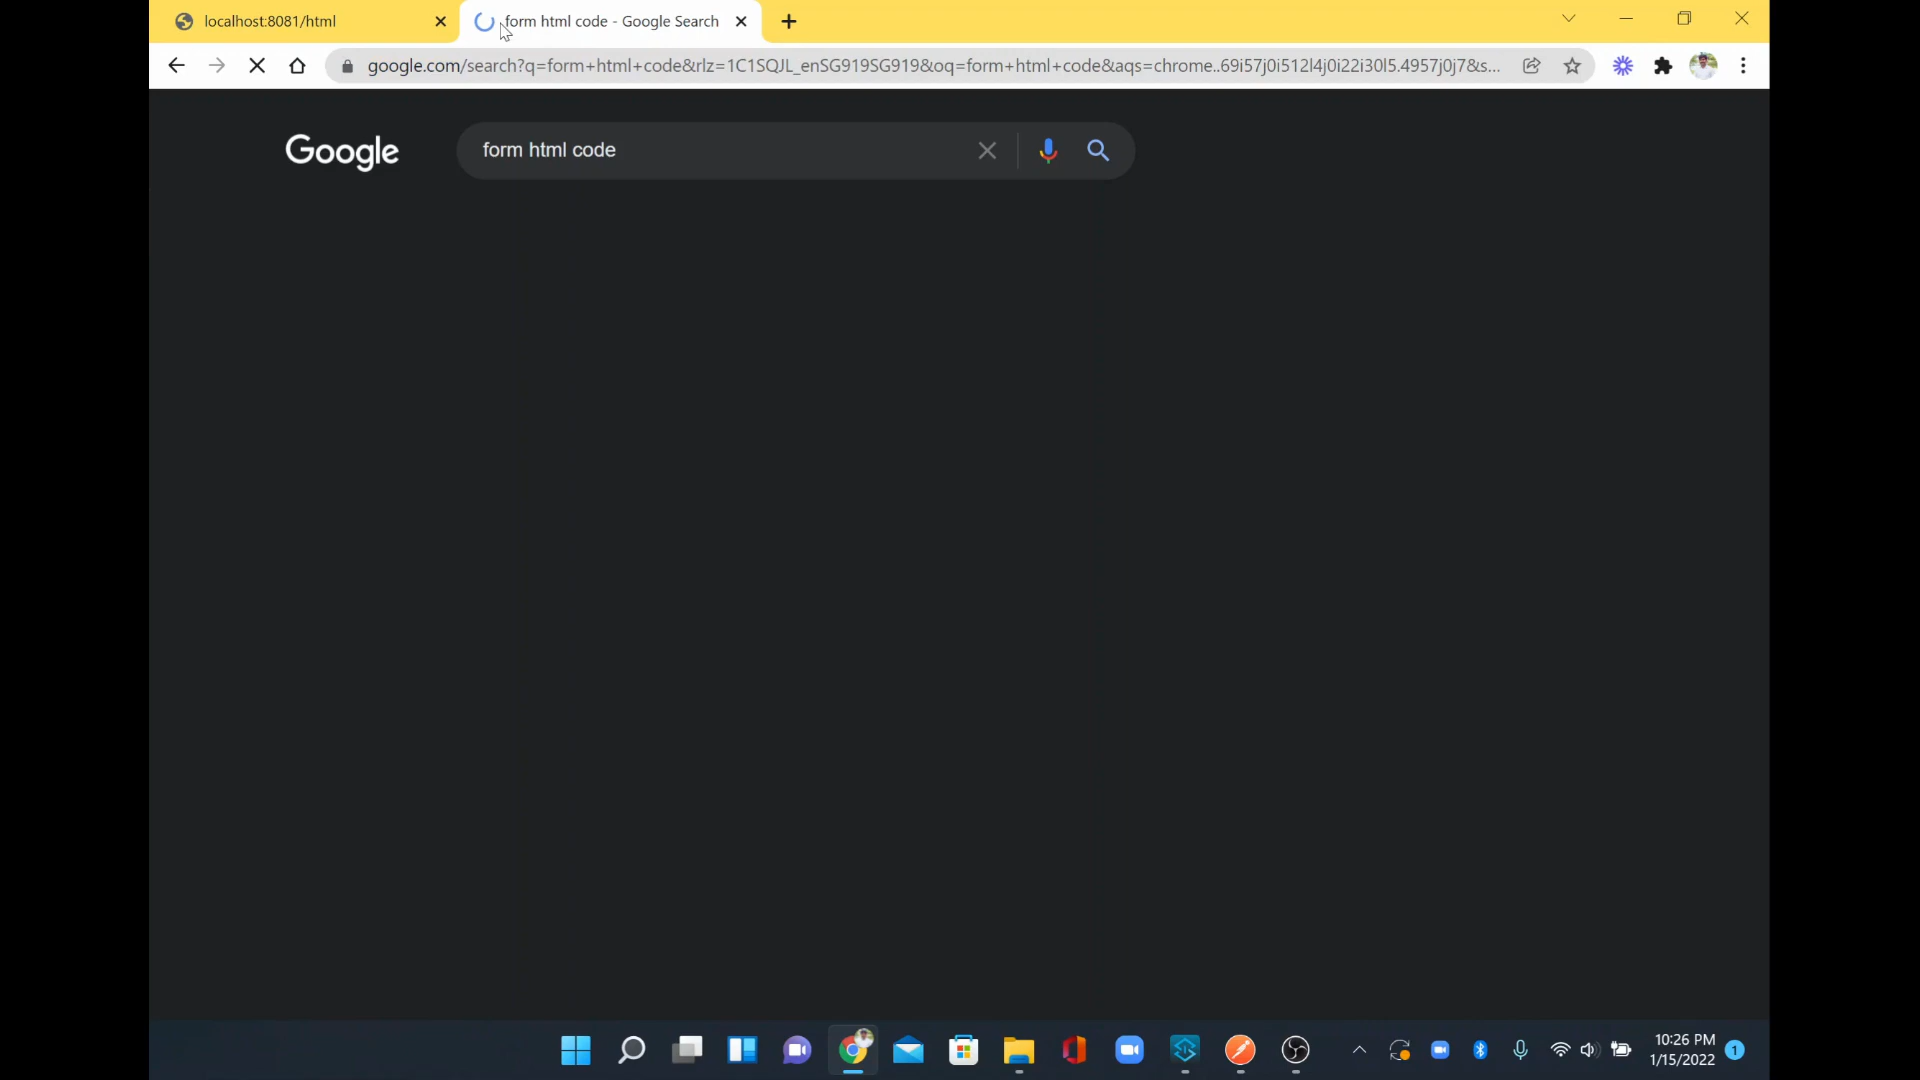 localhost:8081/html
form html code - Google Search
google.com/search?q=form+html+code&rlz=1C1SQJL_enSG919SG919&oq=form+html+code&aqs=chrome..69i57j0i512l4j0i22i30l5.4957j0j7&s...
Google
form html code
10:26 PM
1/15/2022
1